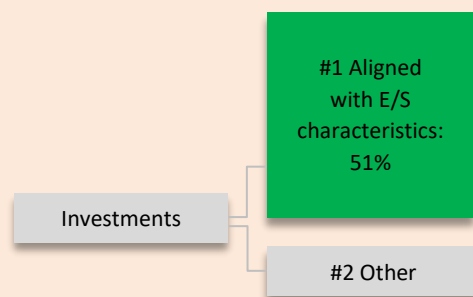 #1 Aligned
with E/S
characteristics:
51%
Investments
#2 Other